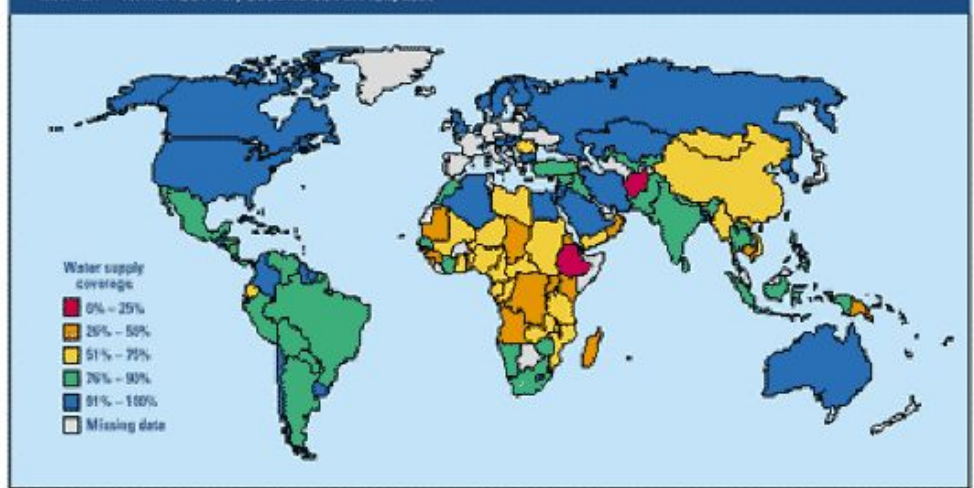 Water supply
coverage
0% – 25%
26% – 50%
51% – 75%
76% – 90%
91% – 100%
Missing data